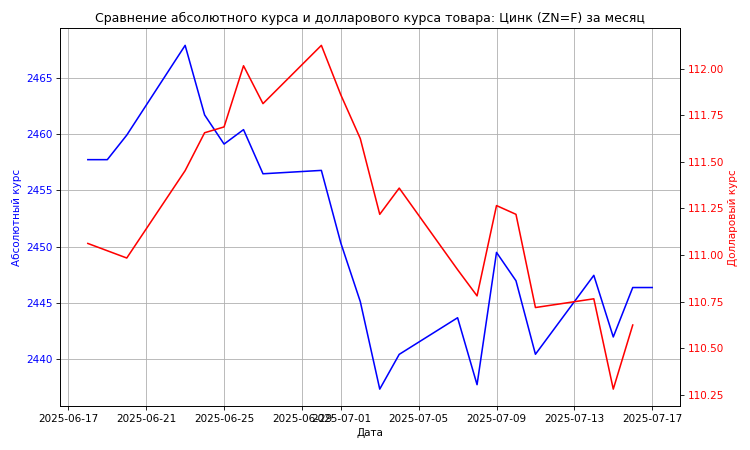 Сравнение абсолютного курса и долларового курса товара: Цинк (ZN=F) за месяц
Абсолютный курс
2465
2460
2455
2450
2445
2440
112.00
111.75
111.50
111.25
111.00
110.75
110.50
110.25
Долларовый курс
2025-06-17 2025-06-21 2025-06-25 2025-06-29 2025-07-01 2025-07-05 2025-07-09 2025-07-13 2025-07-17
Дата